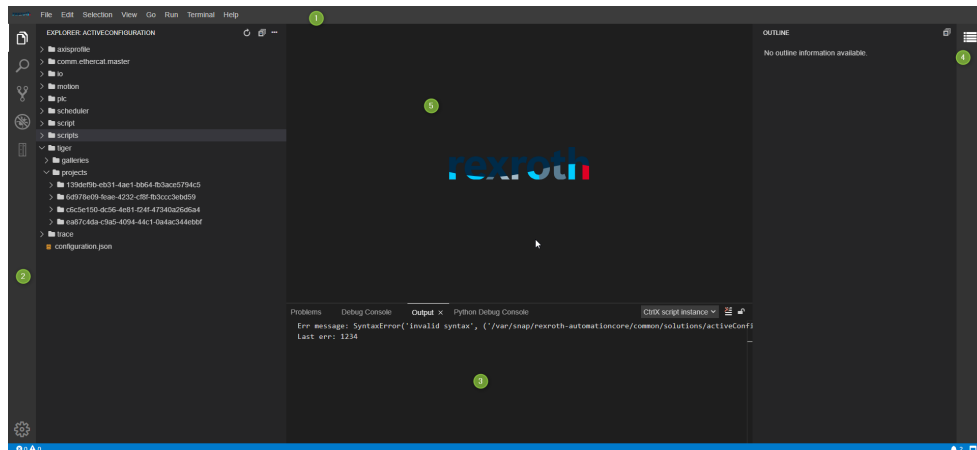 File Edit Selection View Go Run Terminal Help
1
EXPLORER: ACTIVECONFIGURATION
axisprofile
comm.ethercat.master
io
motion
plc
scheduler
script
scripts
tiger
galleries
projects
139def9b-eb31-4ae1-bb64-fb3ace5794c5
6d978e09-feae-4232-cf8f-fb3ccc3ebd59
c6c5e150-dc56-4e81-f24f-47340a26d6a4
ea87c4da-c9a5-4094-44c1-0a4ac344ebbf
trace
configuration.json
2
5
rexroth
OUTLINE
No outline information available.
4
Problems Debug Console Output × Python Debug Console
CtrlX script instance
Err message: SyntaxError('invalid syntax', ('/var/snap/rexroth-automationcore/common/solutions/activeConfi
Last err: 1234
3
0 0
2